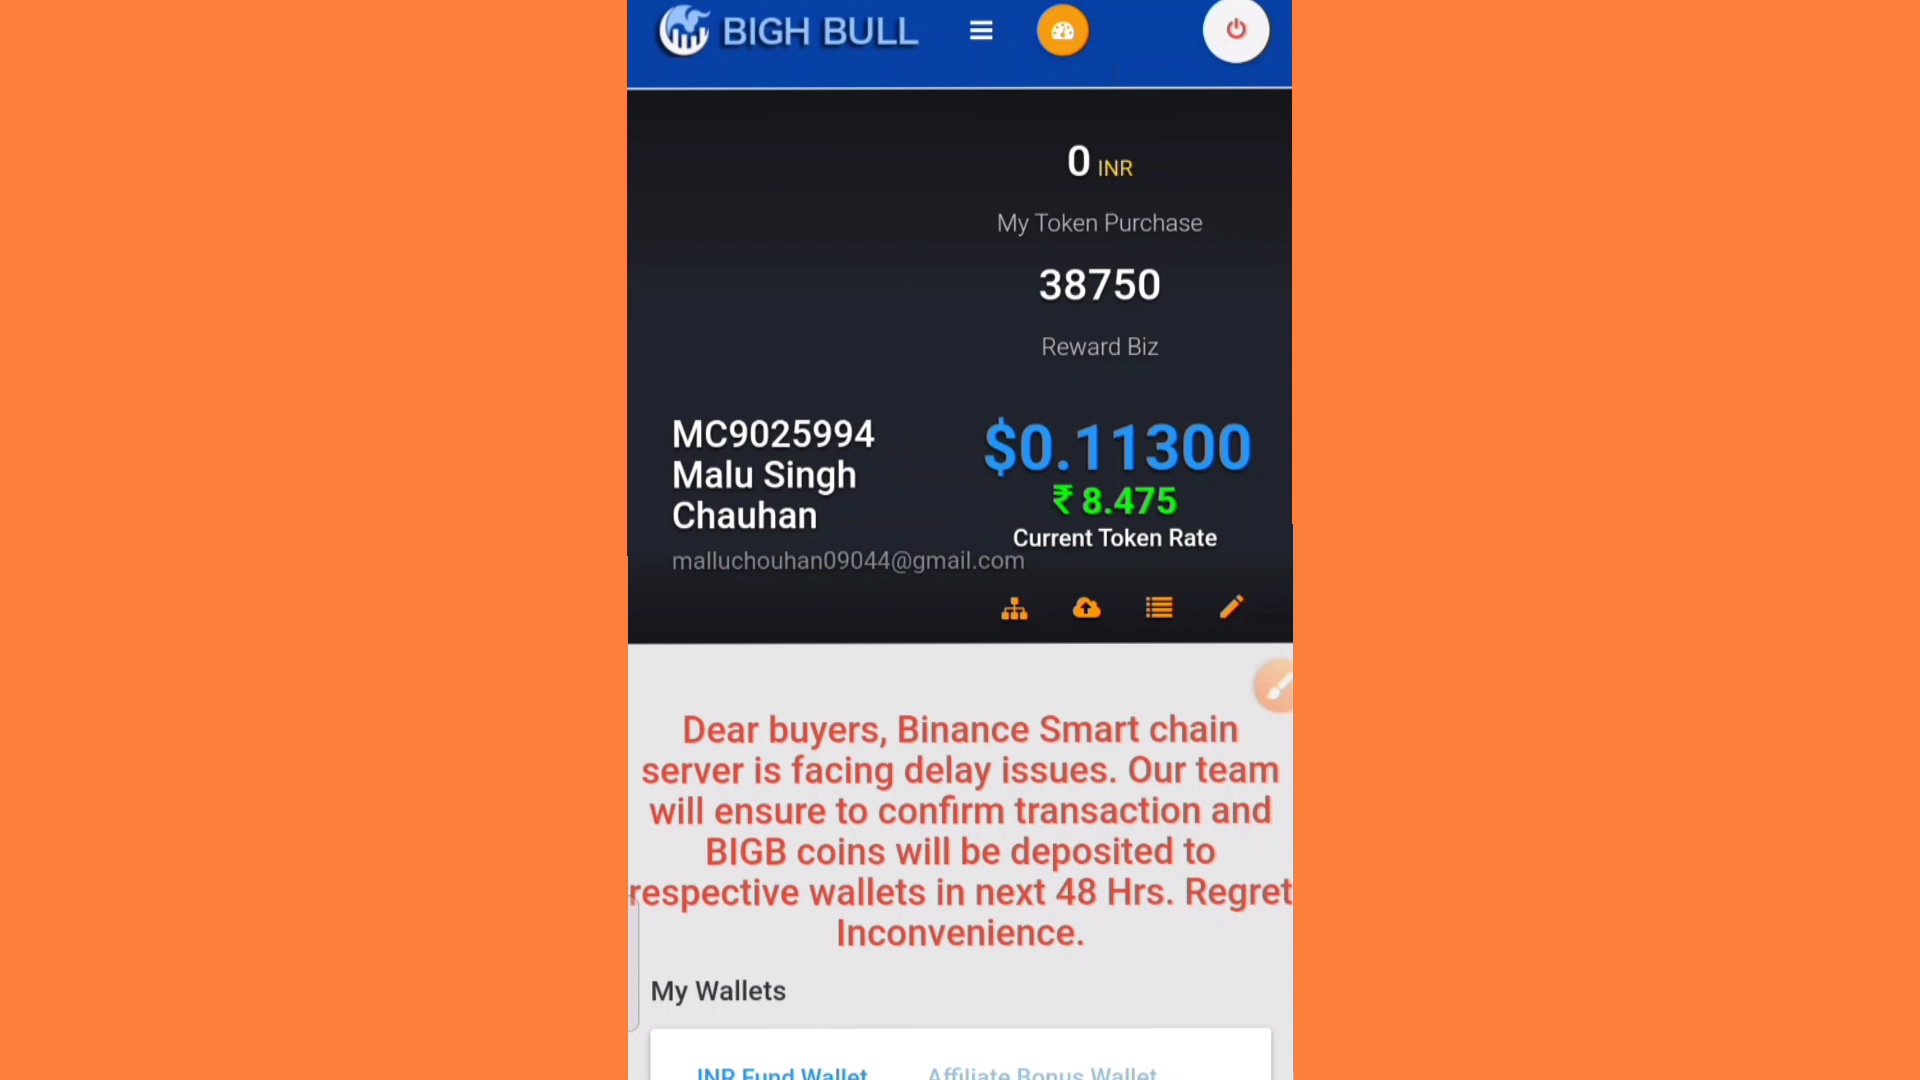 BIGH BULL
0 INR
My Token Purchase
38750
Reward Biz
MC9025994
Malu Singh
Chauhan
malluchouhan09044@gmail.com
$0.11300
₹ 8.475
Current Token Rate
Dear buyers, Binance Smart chain
server is facing delay issues. Our team
will ensure to confirm transaction and
BIGB coins will be deposited to
respective wallets in next 48 Hrs. Regret
Inconvenience.
My Wallets
INR Fund Wallet
Affiliate Bonus Wallet